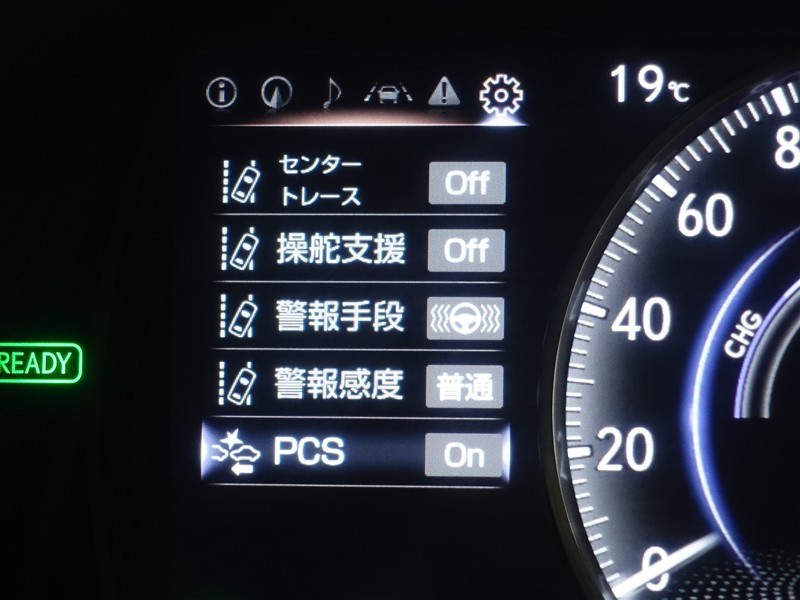 19℃
センター
トレース
Off
操舵支援
Off
警報手段
警報感度
普通
PCS
On
READY
8
60
40
20
0
CHG